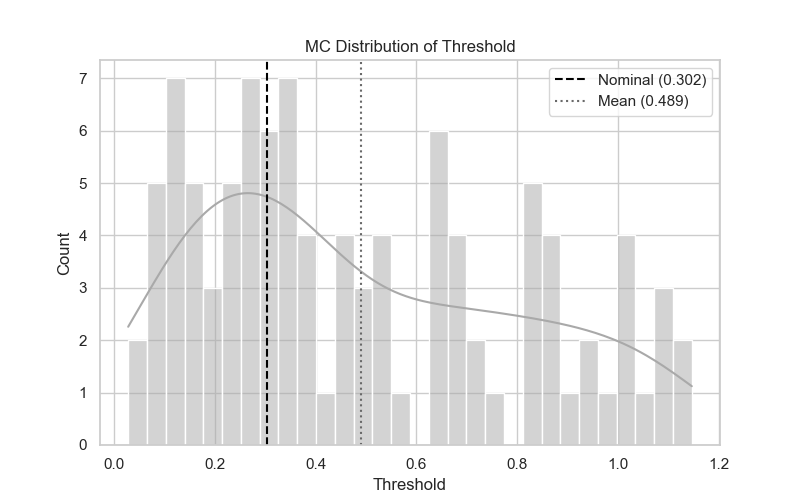 MC Distribution of Threshold
Nominal (0.302)
Mean (0.489)
Count
7
6
5
4
3
2
1
0
0.0 0.2 0.4 0.6 0.8 1.0 1.2
Threshold